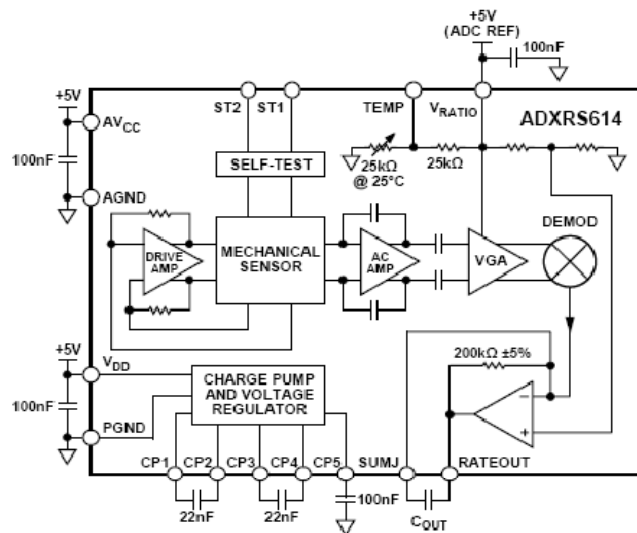 +5V
(ADC REF)
100nF
+5V
ST2 ST1 TEMP VRATIO
ADXRS614
AVCC
100nF
SELF-TEST
25kΩ
@ 25°C
25kΩ
AGND
DEMOD
DRIVE
AMP
MECHANICAL
SENSOR
AC
AMP
VGA
+5V
VDD
200kΩ ±5%
100nF
CHARGE PUMP
AND VOLTAGE
REGULATOR
−
+
PGND
CP1 CP2 CP3 CP4 CP5 SUMJ RATEOUT
22nF 22nF 100nF
COUT